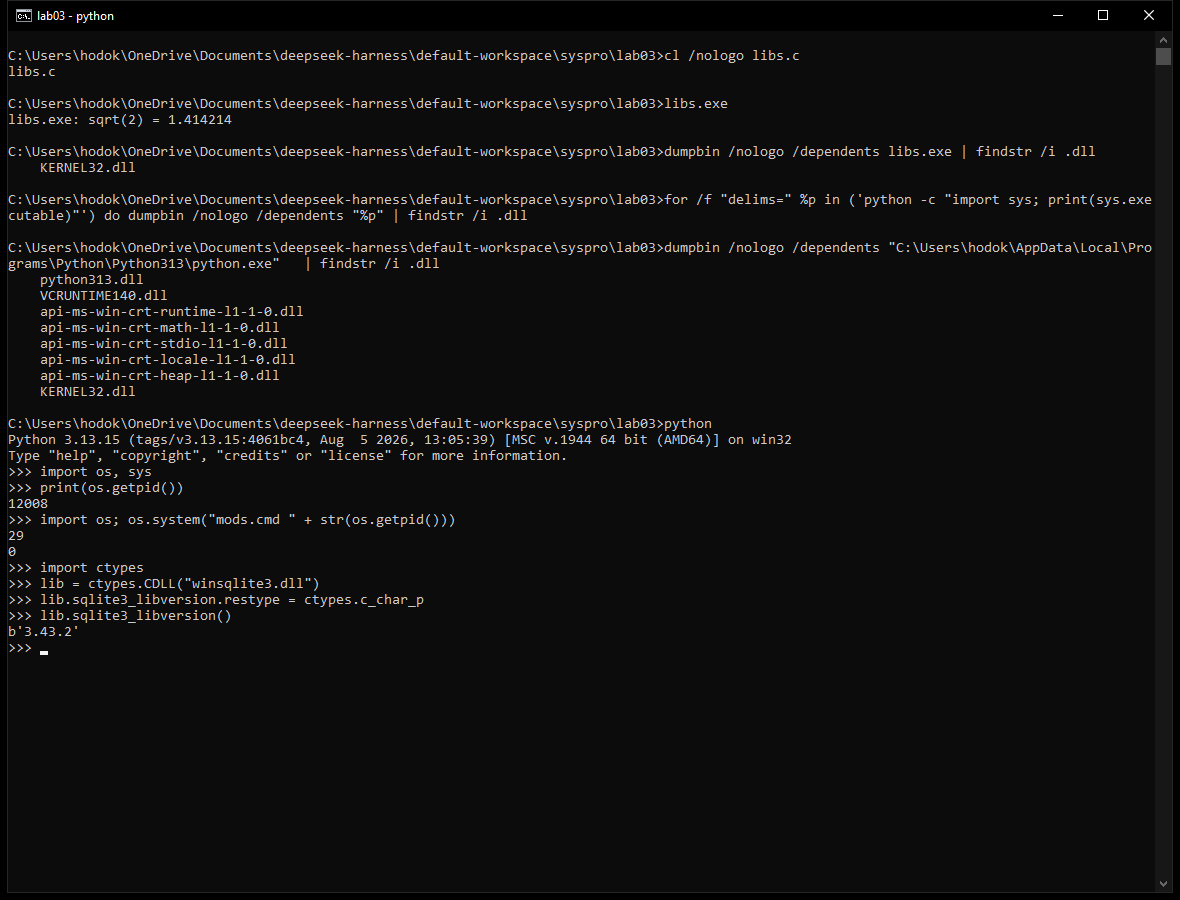 lab03 - python
C:\Users\hodok\OneDrive\Documents\deepseek-harness\default-workspace\syspro\lab03>cl /nologo libs.c
libs.c
C:\Users\hodok\OneDrive\Documents\deepseek-harness\default-workspace\syspro\lab03>libs.exe
libs.exe: sqrt(2) = 1.414214
C:\Users\hodok\OneDrive\Documents\deepseek-harness\default-workspace\syspro\lab03>dumpbin /nologo /dependents libs.exe | findstr /i .dll
    KERNEL32.dll
C:\Users\hodok\OneDrive\Documents\deepseek-harness\default-workspace\syspro\lab03>for /f "delims=" %p in ('python -c "import sys; print(sys.exe
cutable)"') do dumpbin /nologo /dependents "%p" | findstr /i .dll
C:\Users\hodok\OneDrive\Documents\deepseek-harness\default-workspace\syspro\lab03>dumpbin /nologo /dependents "C:\Users\hodok\AppData\Local\Pro
grams\Python\Python313\python.exe"   | findstr /i .dll
    python313.dll
    VCRUNTIME140.dll
    api-ms-win-crt-runtime-l1-1-0.dll
    api-ms-win-crt-math-l1-1-0.dll
    api-ms-win-crt-stdio-l1-1-0.dll
    api-ms-win-crt-locale-l1-1-0.dll
    api-ms-win-crt-heap-l1-1-0.dll
    KERNEL32.dll
C:\Users\hodok\OneDrive\Documents\deepseek-harness\default-workspace\syspro\lab03>python
Python 3.13.15 (tags/v3.13.15:4061bc4, Aug  5 2026, 13:05:39) [MSC v.1944 64 bit (AMD64)] on win32
Type "help", "copyright", "credits" or "license" for more information.
>>> import os, sys
>>> print(os.getpid())
12008
>>> import os; os.system("mods.cmd " + str(os.getpid()))
29
0
>>> import ctypes
>>> lib = ctypes.CDLL("winsqlite3.dll")
>>> lib.sqlite3_libversion.restype = ctypes.c_char_p
>>> lib.sqlite3_libversion()
b'3.43.2'
>>>